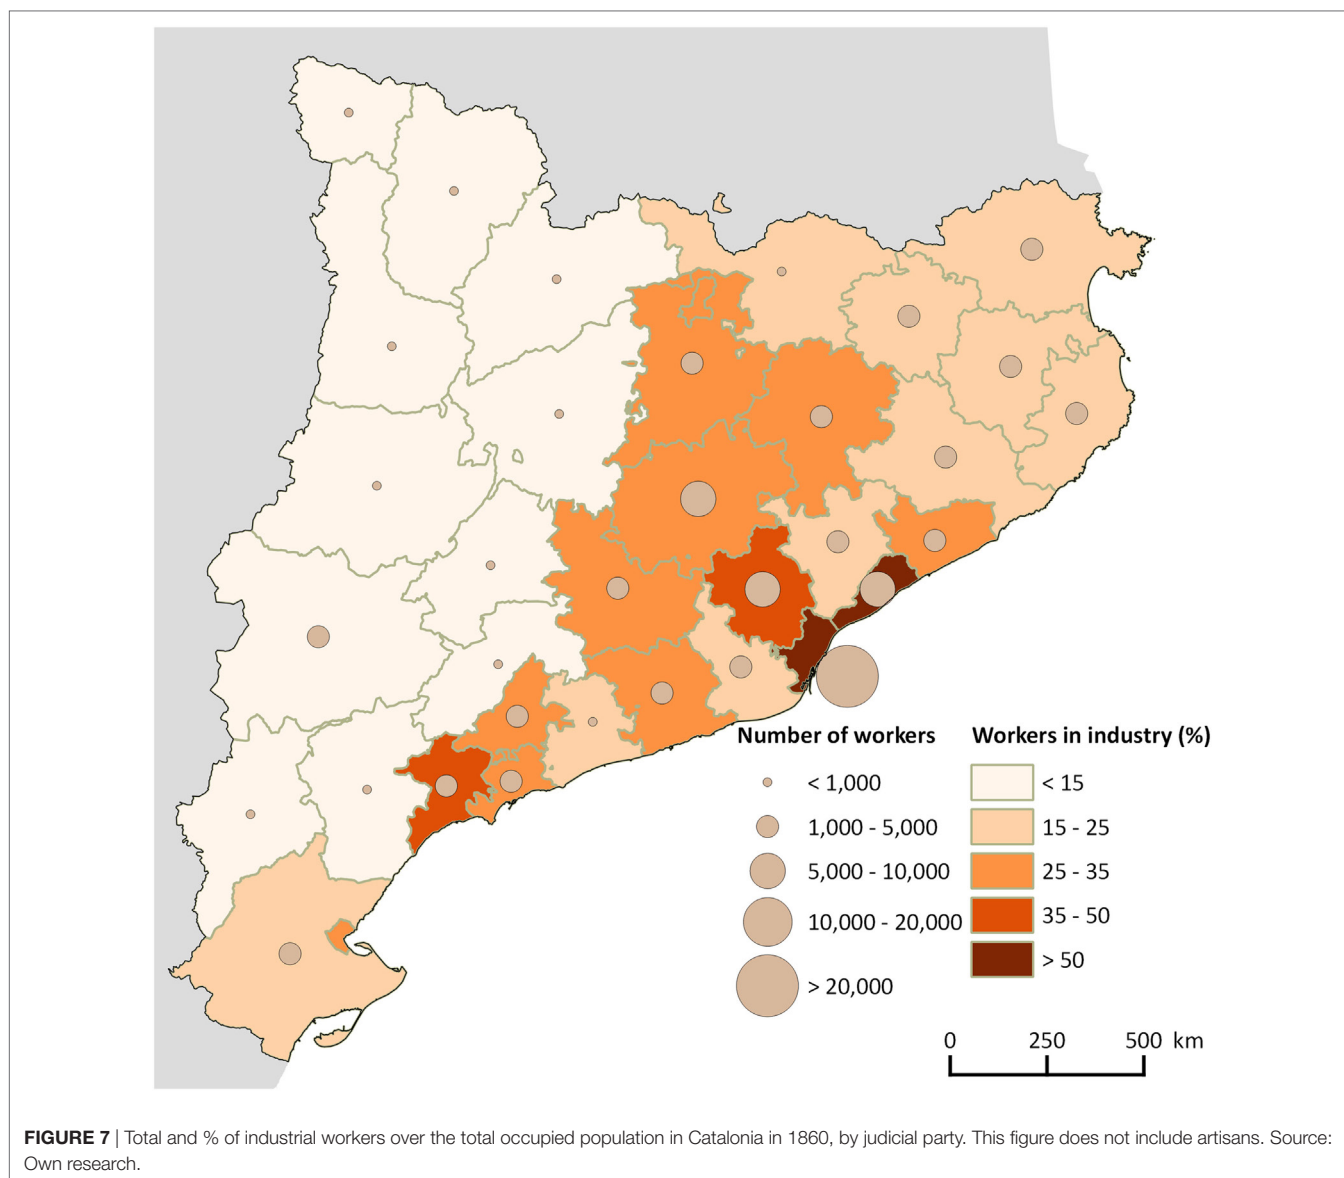 Number of workers
< 1,000
1,000 - 5,000
5,000 - 10,000
10,000 - 20,000
> 20,000
Workers in industry (%)
< 15
15 - 25
25 - 35
35 - 50
> 50
0 250 500 km
FIGURE 7 | Total and % of industrial workers over the total occupied population in Catalonia in 1860, by judicial party. This figure does not include artisans. Source:
Own research.